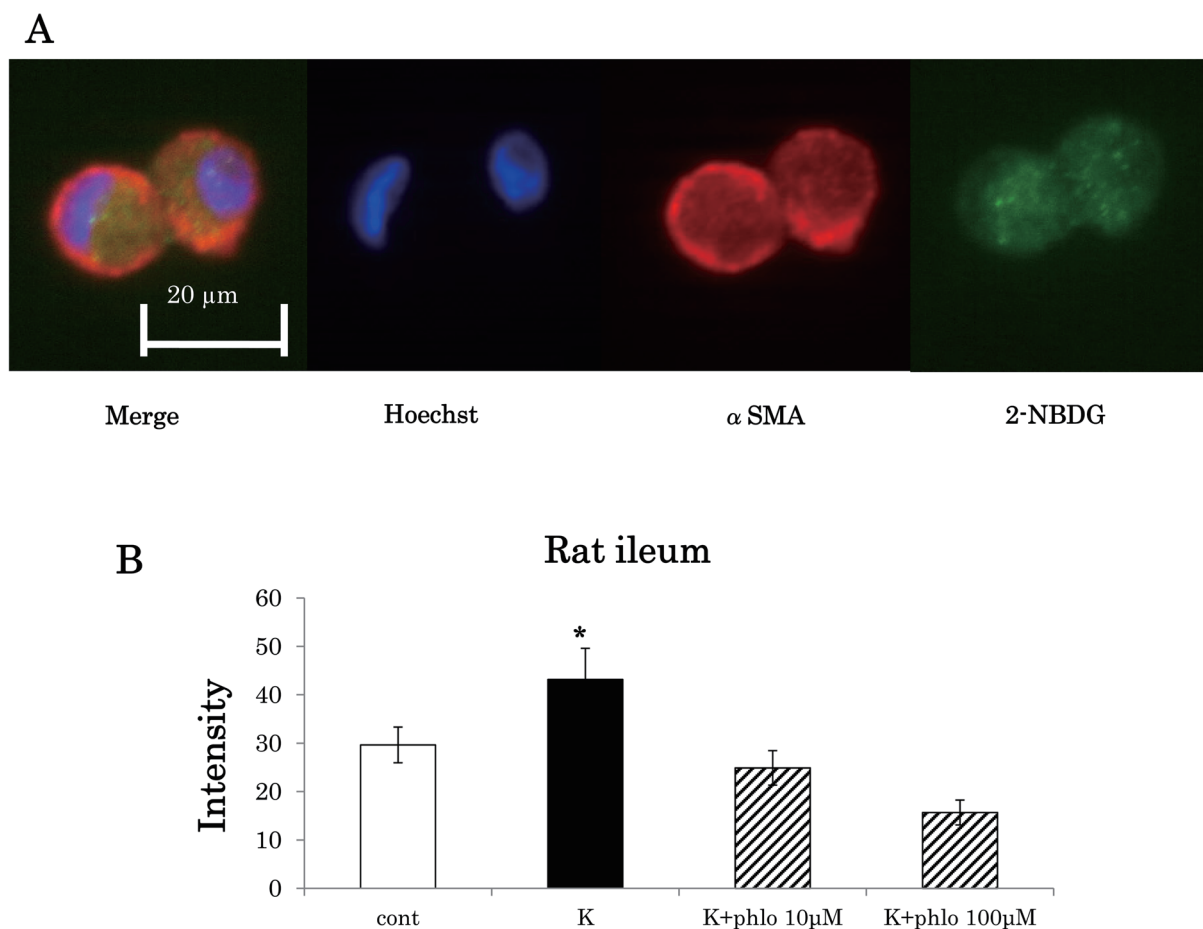 A
20 µm
Merge Hoechst α SMA 2-NBDG
B
Rat ileum
Intensity
60
50
40
30
20
10
0
*
cont K K+phlo 10µM K+phlo 100µM